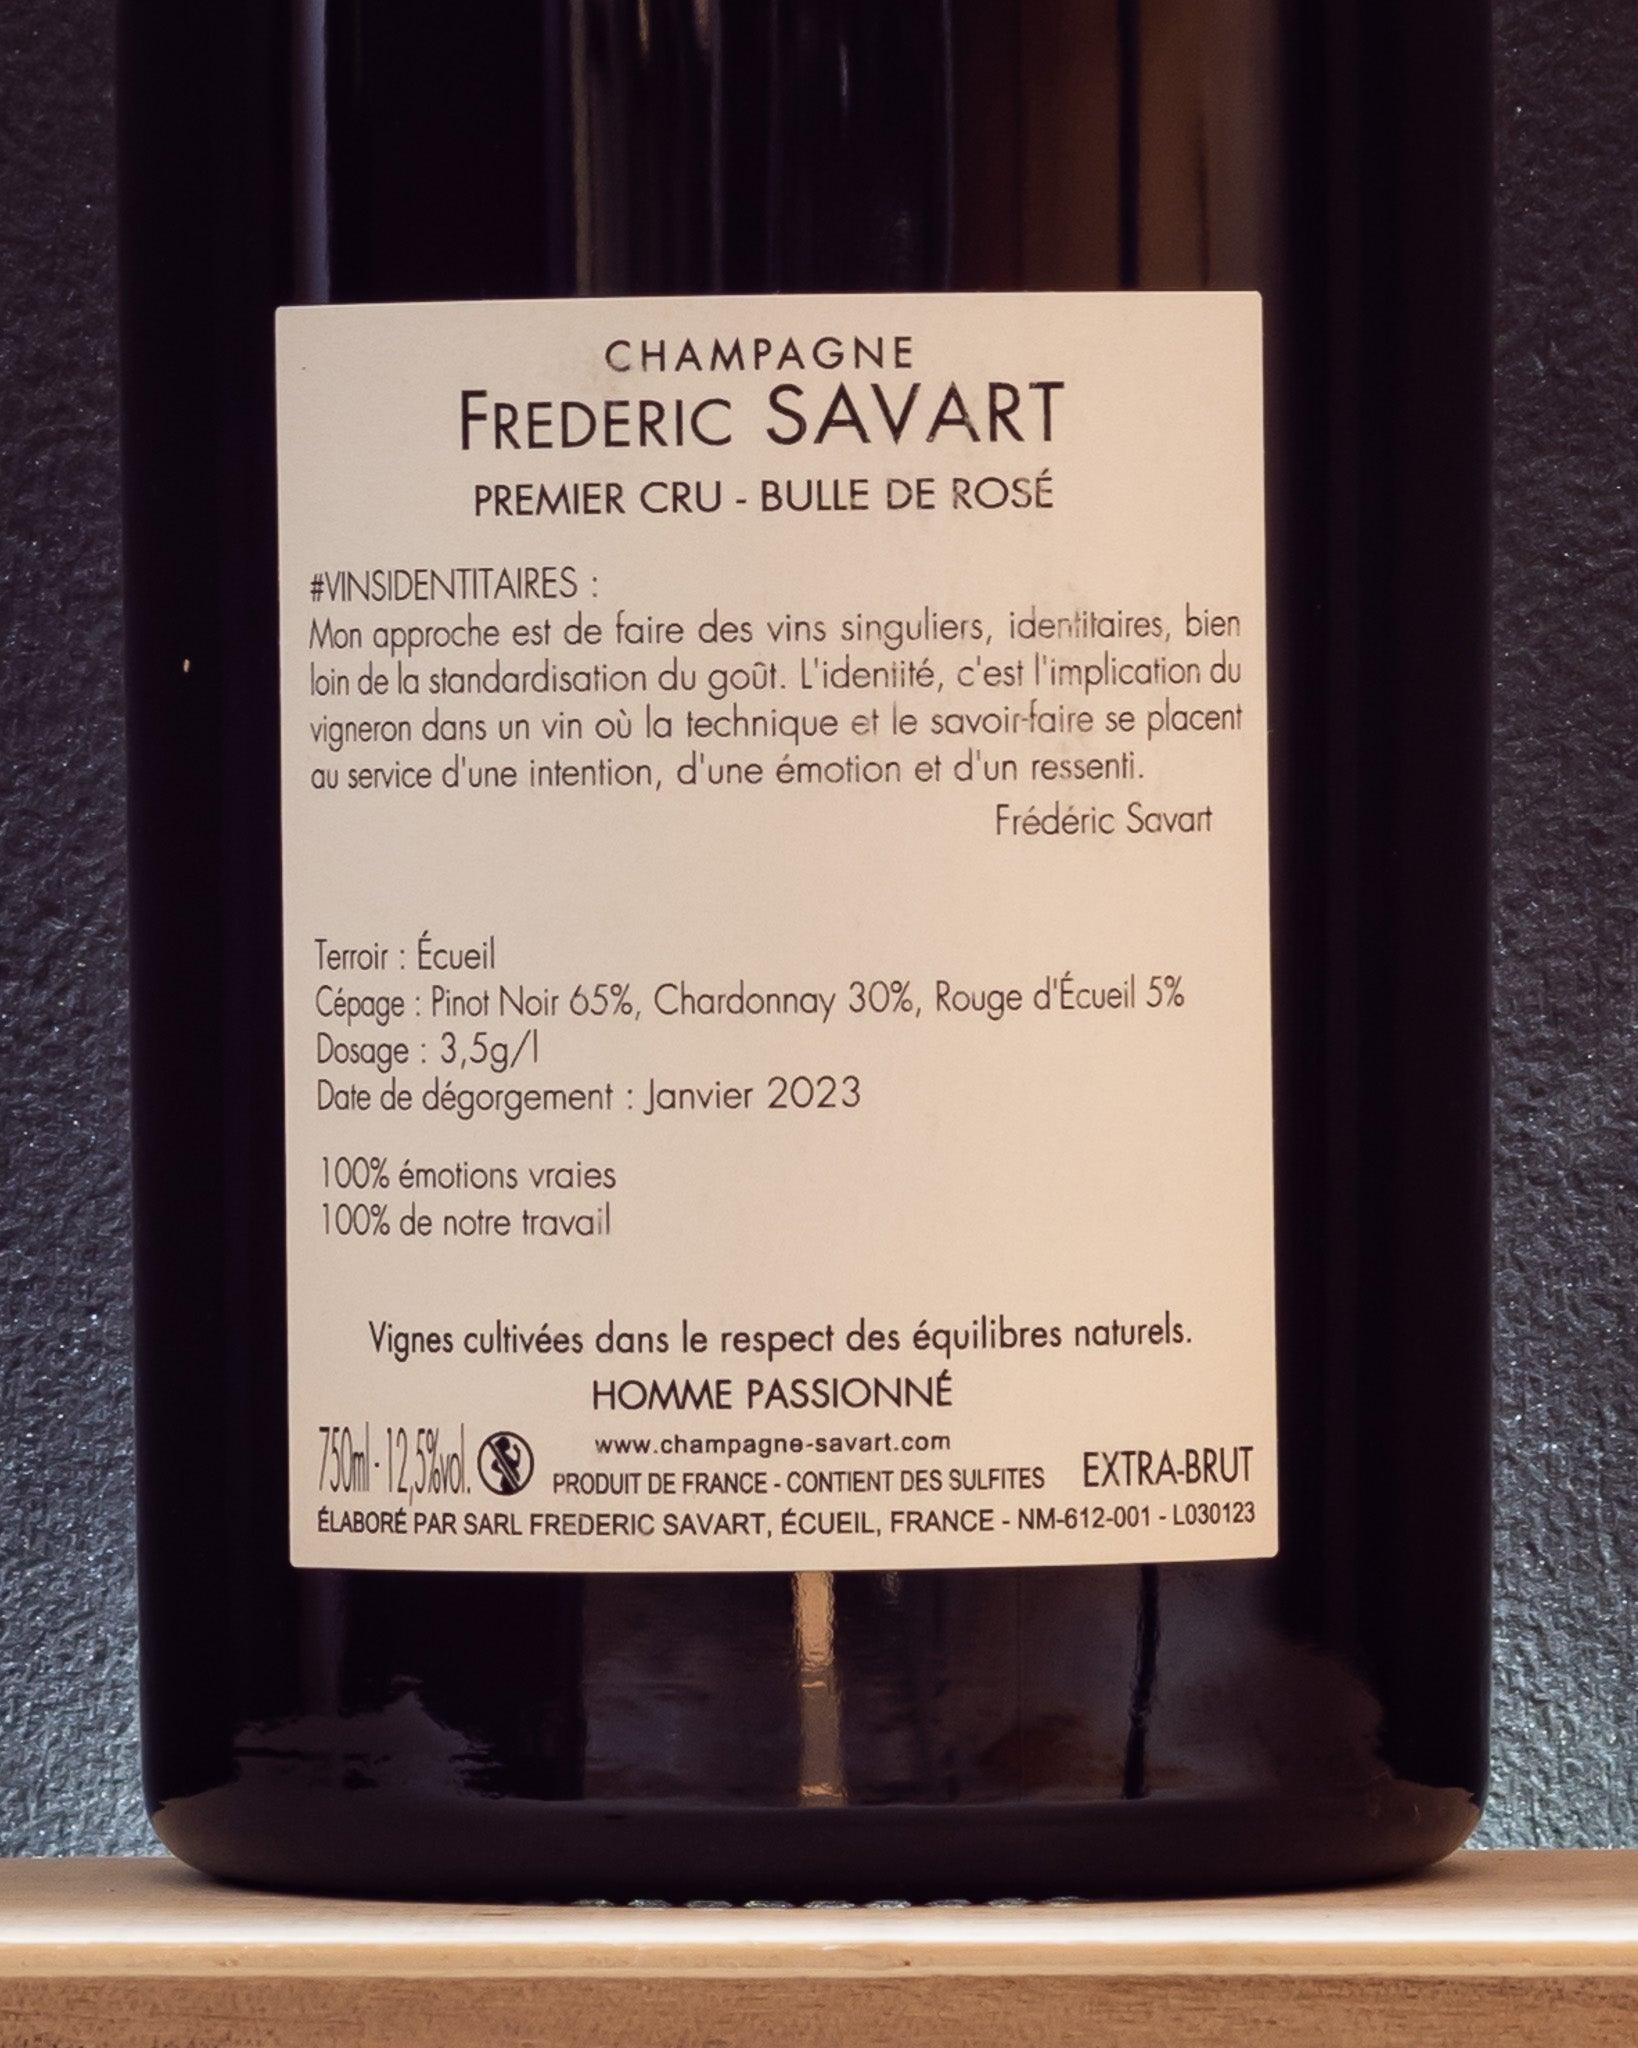 CHAMPAGNE
FREDERIC SAVART
PREMIER CRU - BULLE DE ROSÉ
#VINSIDENTITAIRES :
Mon approche est de faire des vins singuliers, identitaires, bien
loin de la standardisation du goût. L'identité, c'est l'implication du
vigneron dans un vin où la technique et le savoir-faire se placent
au service d'une intention, d'une émotion et d'un ressenti.
Frédéric Savart
Terroir : Écueil
Cépage : Pinot Noir 65%, Chardonnay 30%, Rouge d'Écueil 5%
Dosage : 3,5g/l
Date de dégorgement : Janvier 2023
100% émotions vraies
100% de notre travail
Vignes cultivées dans le respect des équilibres naturels.
HOMME PASSIONNÉ
www.champagne-savart.com
750ml - 12,5%vol. PRODUIT DE FRANCE - CONTIENT DES SULFITES EXTRA-BRUT
ÉLABORÉ PAR SARL FREDERIC SAVART, ÉCUEIL, FRANCE - NM-612-001 - L030123